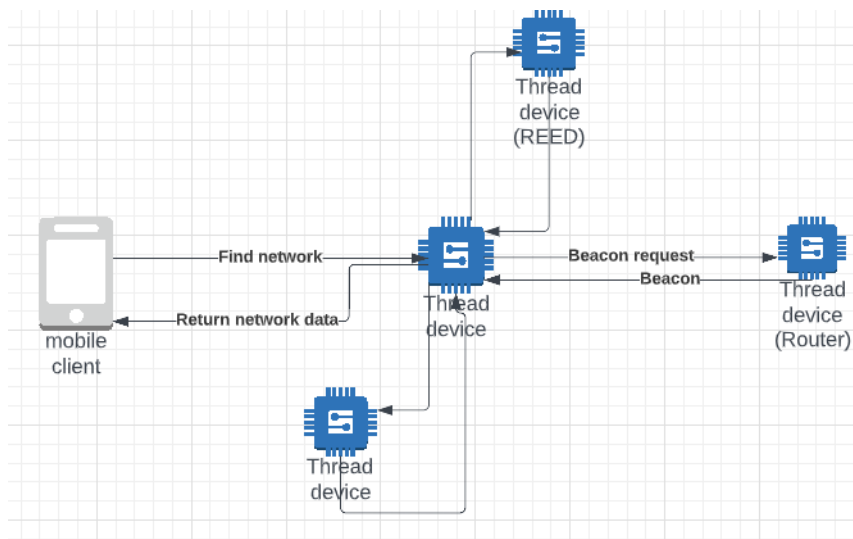 Thread
device
(REED)
Find network
Beacon request
Beacon
Thread
device
Thread
device
(Router)
Return network data
mobile
client
Thread
device